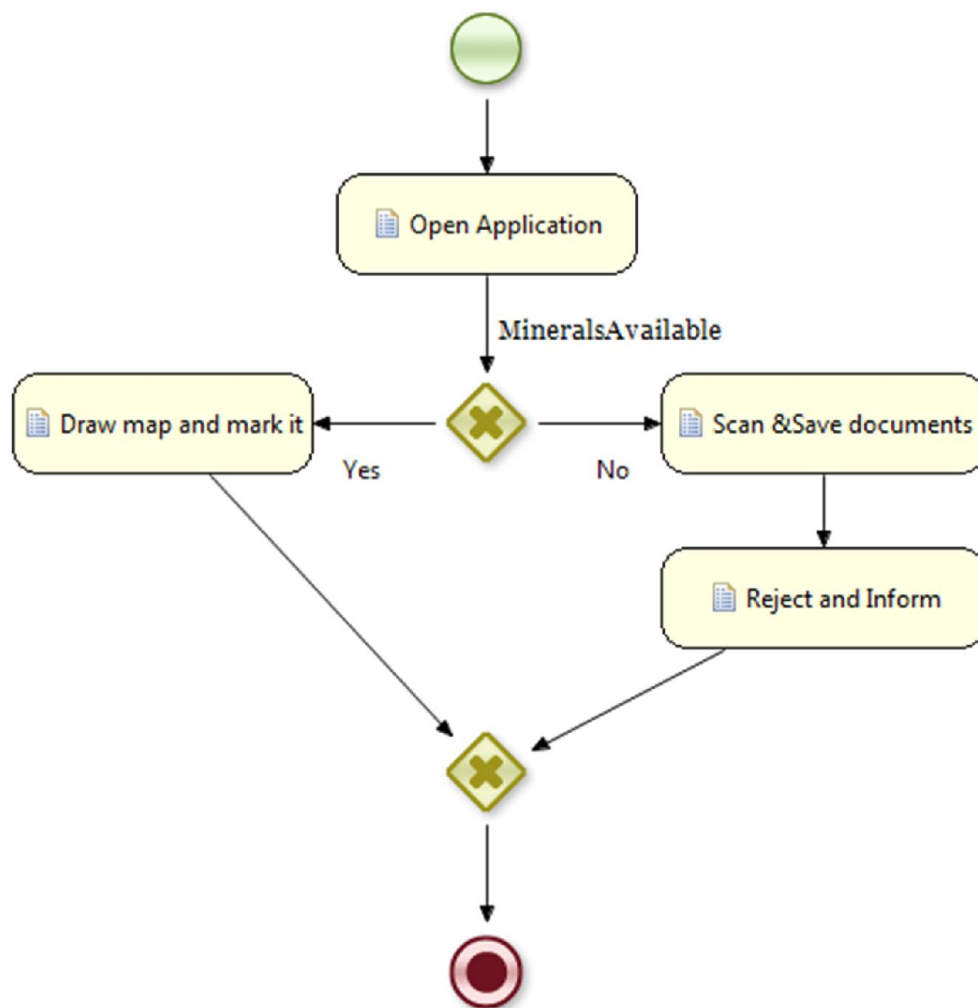 Open Application
MineralsAvailable
Draw map and mark it
Scan &Save documents
Yes
No
Reject and Inform